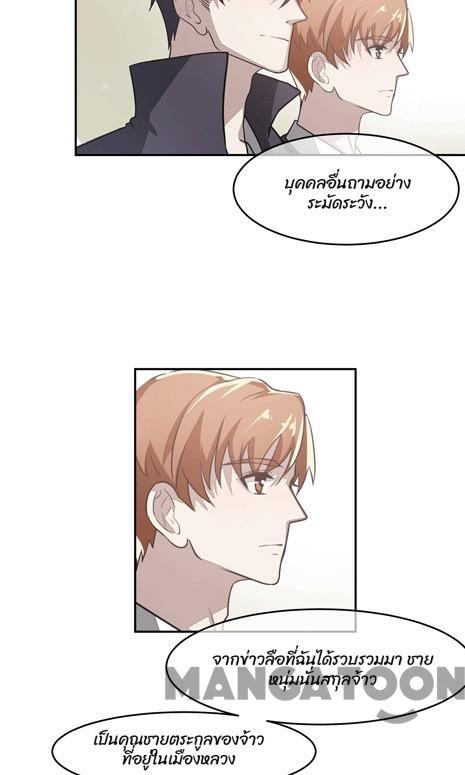 บุคคลอื่นถามอย่าง
ระมัดระวัง...
จากข่าวลือที่ฉันได้รวบรวมมา ชาย
หนุ่มนั่นสกุลจ้าว
MANGATOON
เป็นคุณชายตระกูลของจ้าว
ที่อยู่ในเมืองหลวง